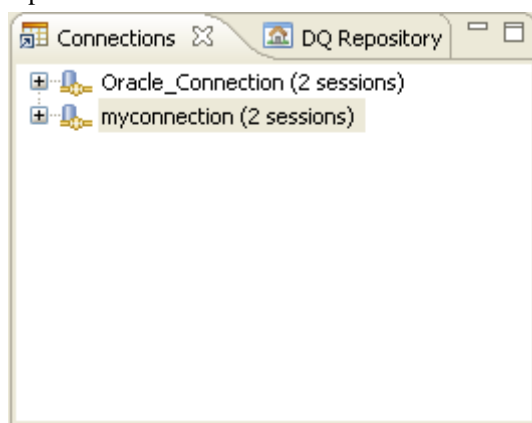 Connections DQ Repository
Oracle_Connection (2 sessions)
myconnection (2 sessions)